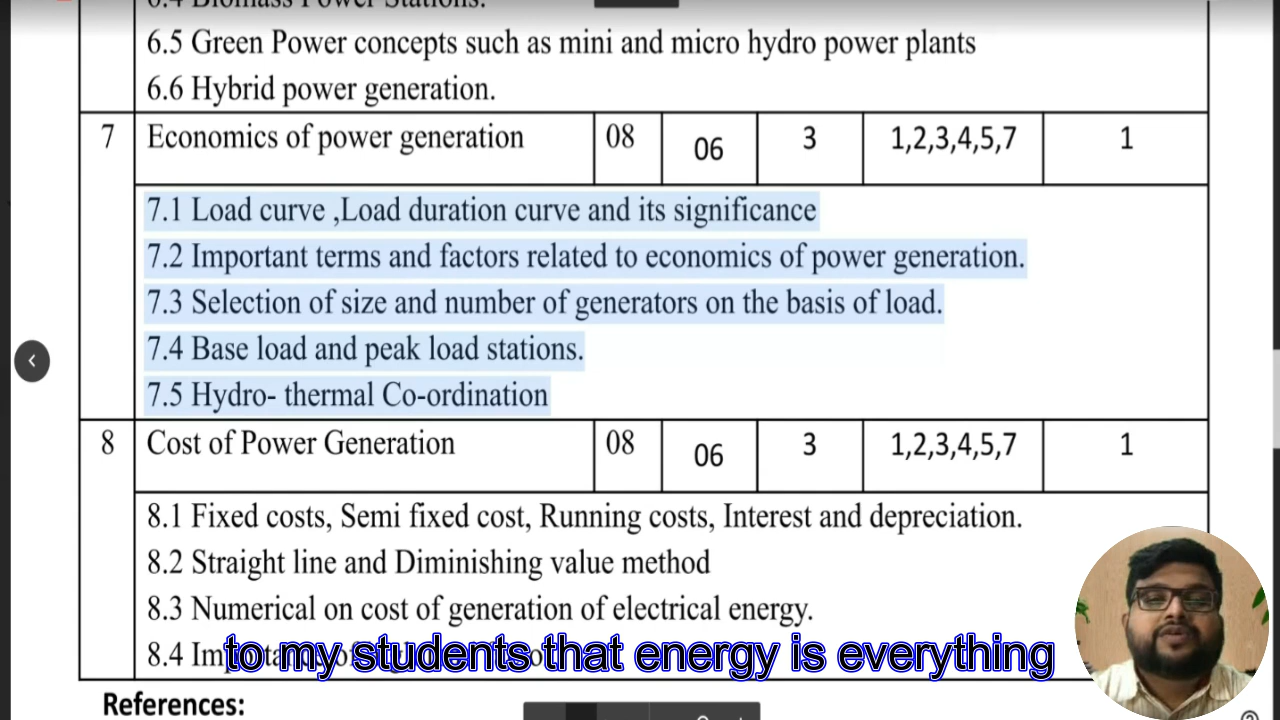 6.4 Biomass Power Stations.
6.5 Green Power concepts such as mini and micro hydro power plants
6.6 Hybrid power generation.
7 Economics of power generation 08 06 3 1,2,3,4,5,7 1
7.1 Load curve ,Load duration curve and its significance
7.2 Important terms and factors related to economics of power generation.
7.3 Selection of size and number of generators on the basis of load.
7.4 Base load and peak load stations.
7.5 Hydro- thermal Co-ordination
8 Cost of Power Generation 08 06 3 1,2,3,4,5,7 1
8.1 Fixed costs, Semi fixed cost, Running costs, Interest and depreciation.
8.2 Straight line and Diminishing value method
8.3 Numerical on cost of generation of electrical energy.
8.4
to my students that energy is everything
References: